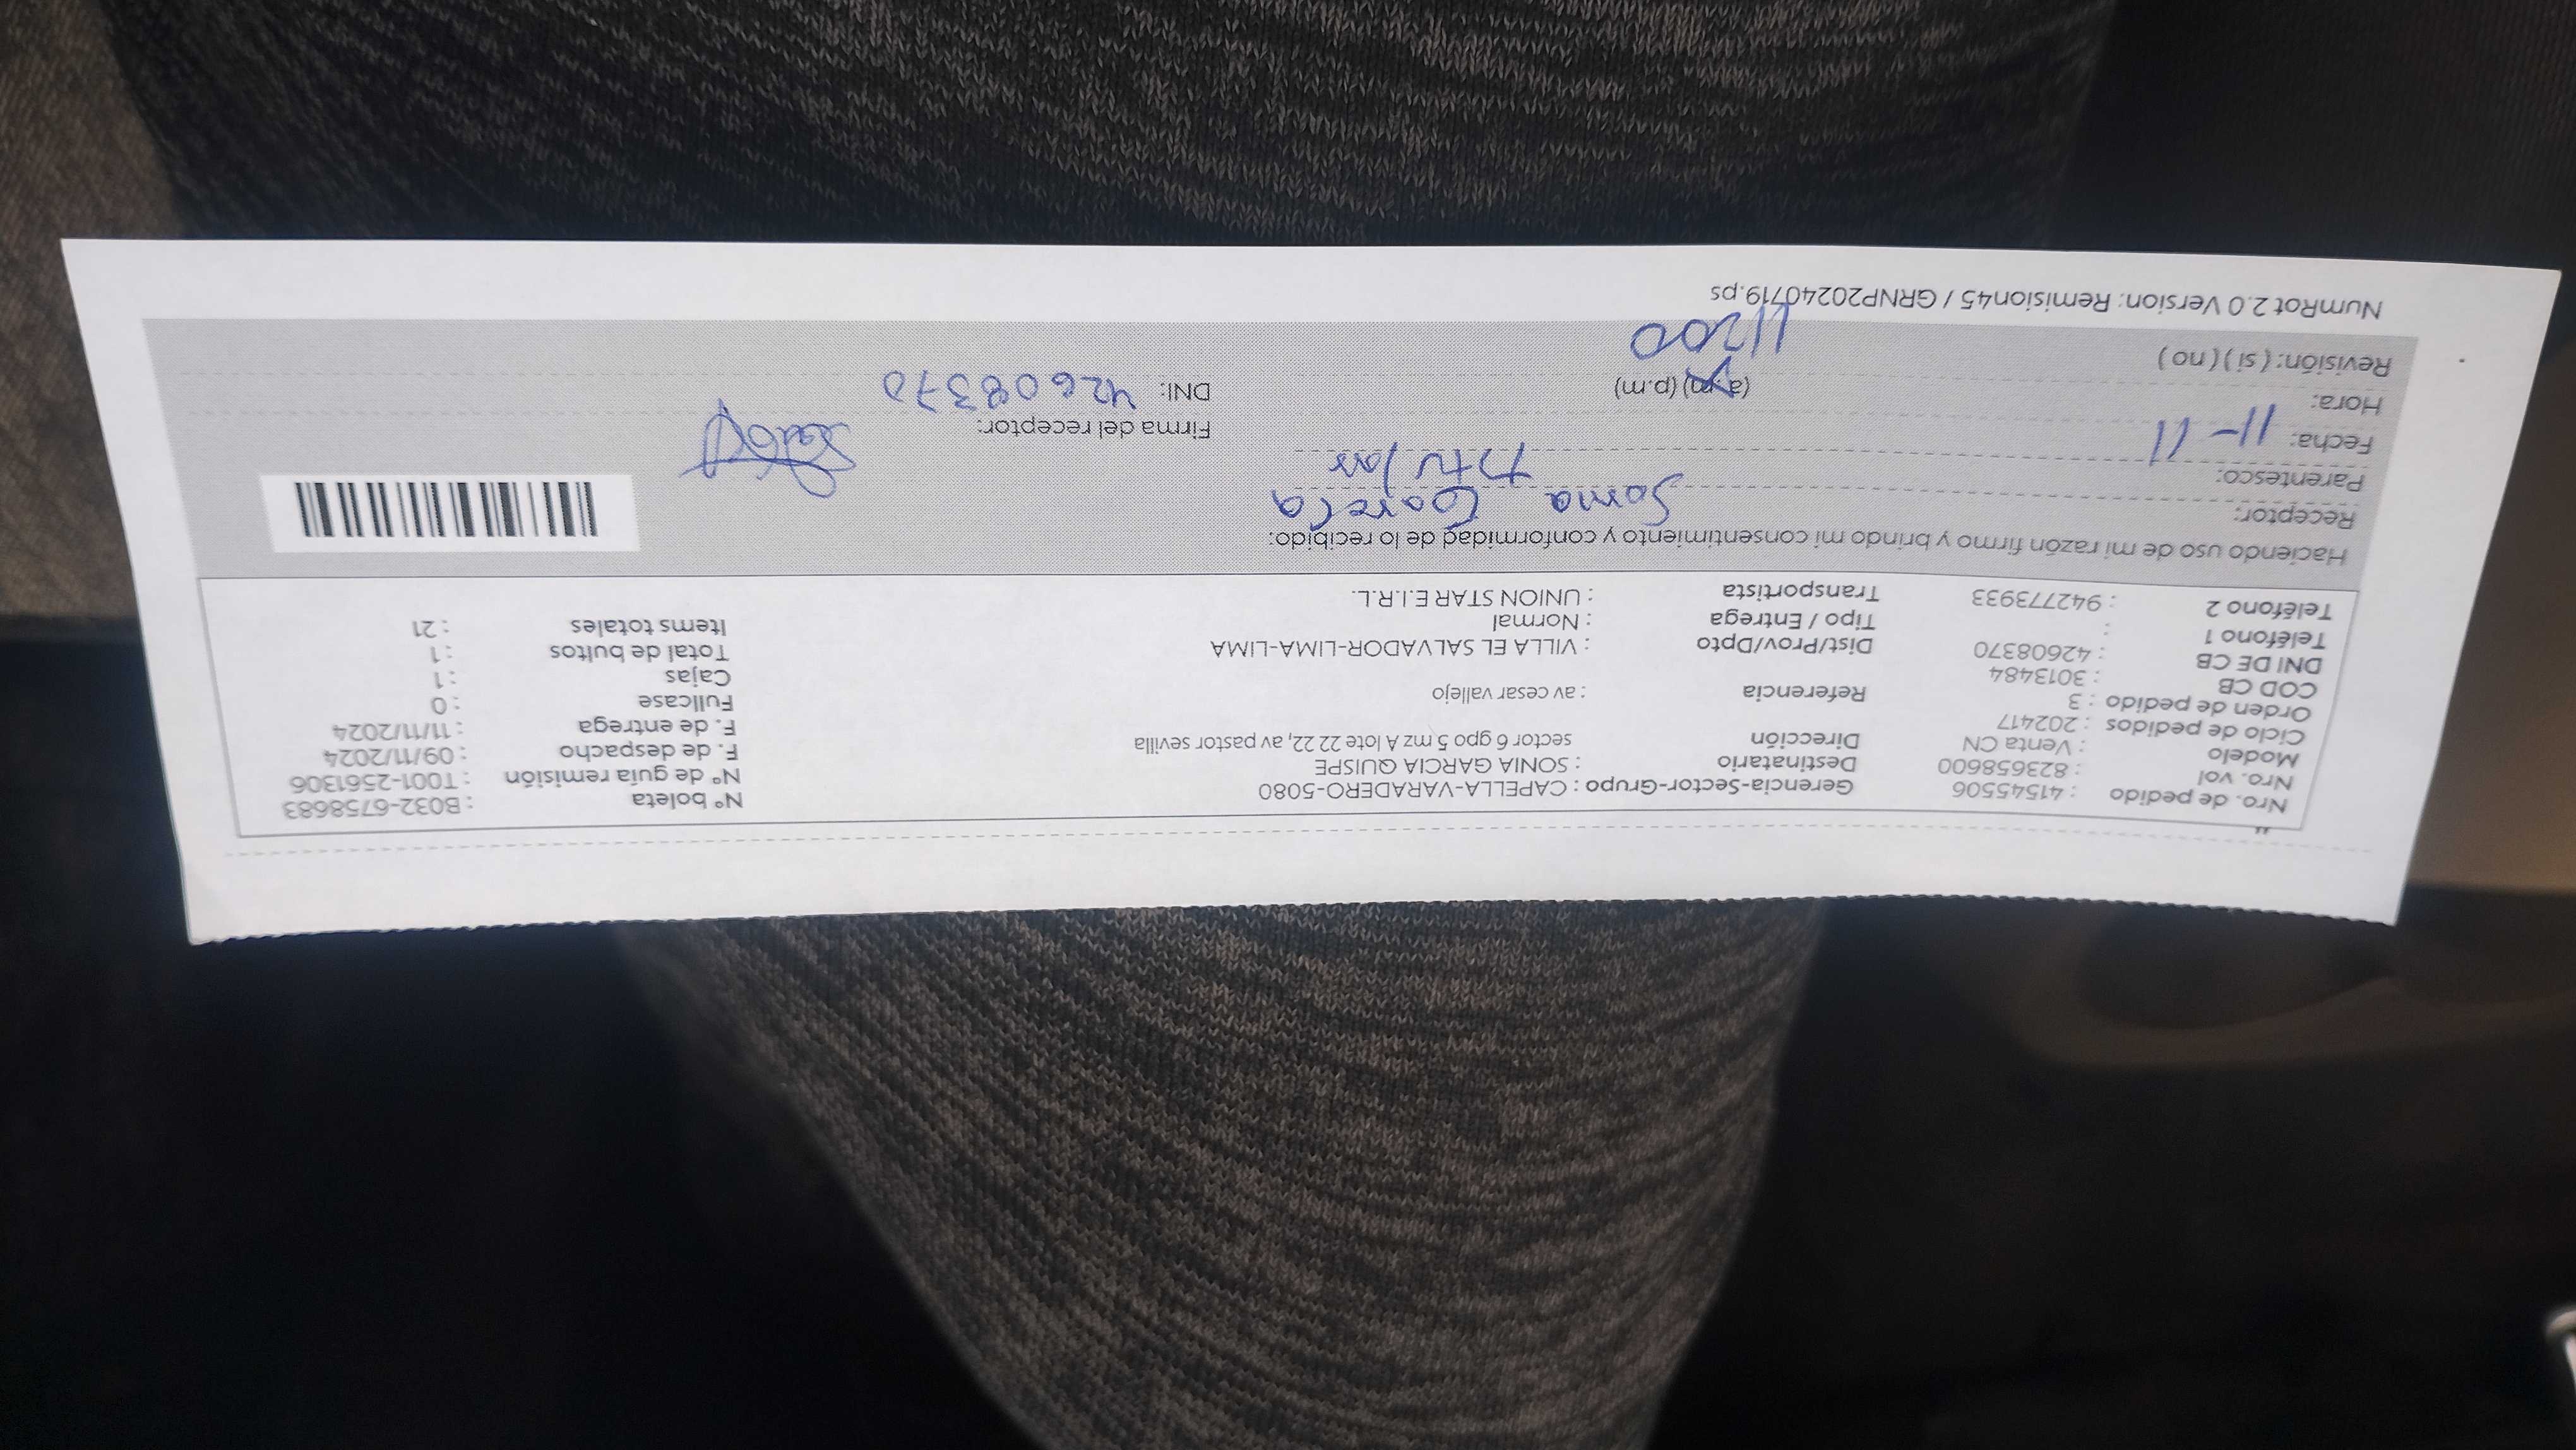 Nro. de pedido : 41545506 Gerencia-Sector-Grupo : CAPELLA-VARADERO-5080 N° boleta : B032-6758683
Nro. vol : 823658600 Destinatario : SONIA GARCIA QUISPE N° de guía remisión : T001-2561306
Modelo : Venta CN Dirección sector 6 gpo 5 mz A lote 22 22, av pastor sevilla F. de despacho : 09/11/2024
Ciclo de pedidos : 202417 F. de entrega : 11/11/2024
Orden de pedido : 3 Referencia : av cesar vallejo Fullcase : 0
COD CB : 3013484 Cajas : 1
DNI DE CB : 42608370 Dist/Prov/Dpto : VILLA EL SALVADOR-LIMA-LIMA Total de bultos : 1
Teléfono 1 : Tipo / Entrega : Normal Items totales : 21
Teléfono 2 : 942773933 Transportista : UNION STAR E.I.R.L.
Haciendo uso de mi razón firmo y brindo mi consentimiento y conformidad de lo recibido:
Receptor: Sonia Garcia
Parentesco: titular
Fecha: 11-11 Firma del receptor:
Hora: (a.m) (p.m) DNI: 42608370
Revisión: ( si ) ( no ) 11200
NumRot 2.0 Version: Remision45 / GRNP20240719.ps